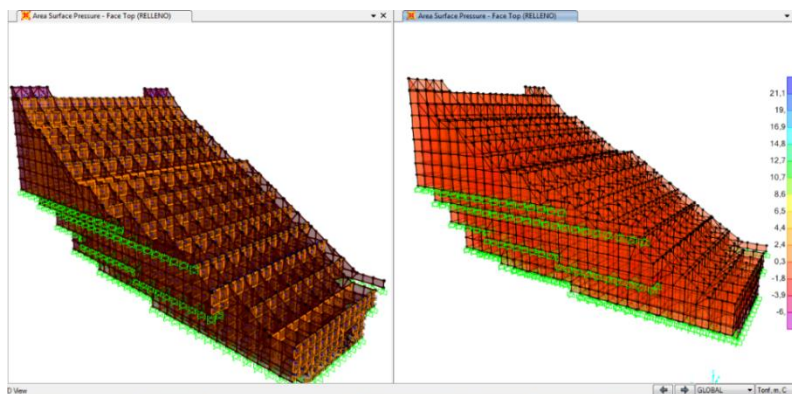 Area Surface Pressure - Face Top (RELLENO)
Area Surface Pressure - Face Top (RELLENO)
21,1
19,
16,9
14,8
12,7
10,7
8,6
6,5
4,4
2,4
0,3
-1,8
-3,9
-6,
D View
GLOBAL
Tonf, m, C